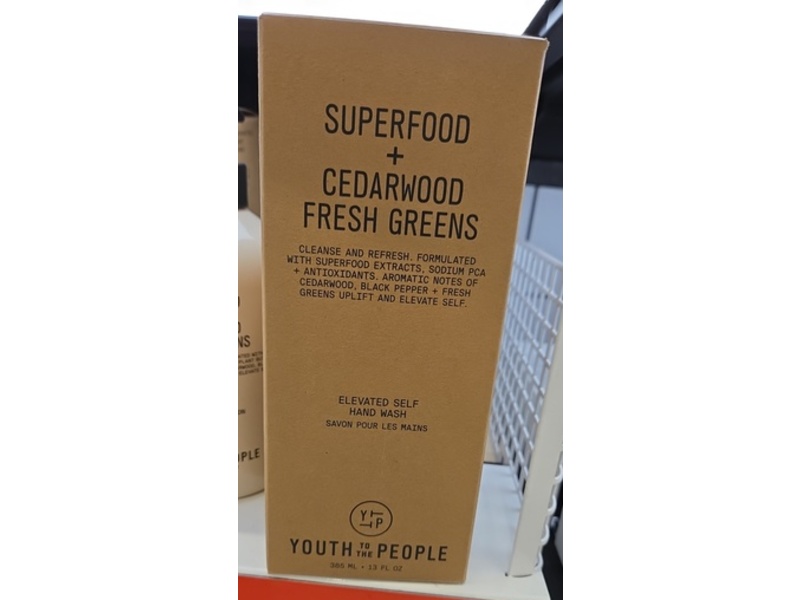 SUPERFOOD
+
CEDARWOOD
FRESH GREENS
CLEANSE AND REFRESH. FORMULATED
WITH SUPERFOOD EXTRACTS, SODIUM PCA
+ ANTIOXIDANTS. AROMATIC NOTES OF
CEDARWOOD, BLACK PEPPER + FRESH
GREENS UPLIFT AND ELEVATE SELF.
ELEVATED SELF
HAND WASH
SAVON POUR LES MAINS
Y T T P
YOUTH TO THE PEOPLE
385 ML • 13 FL OZ
NS
OPLE